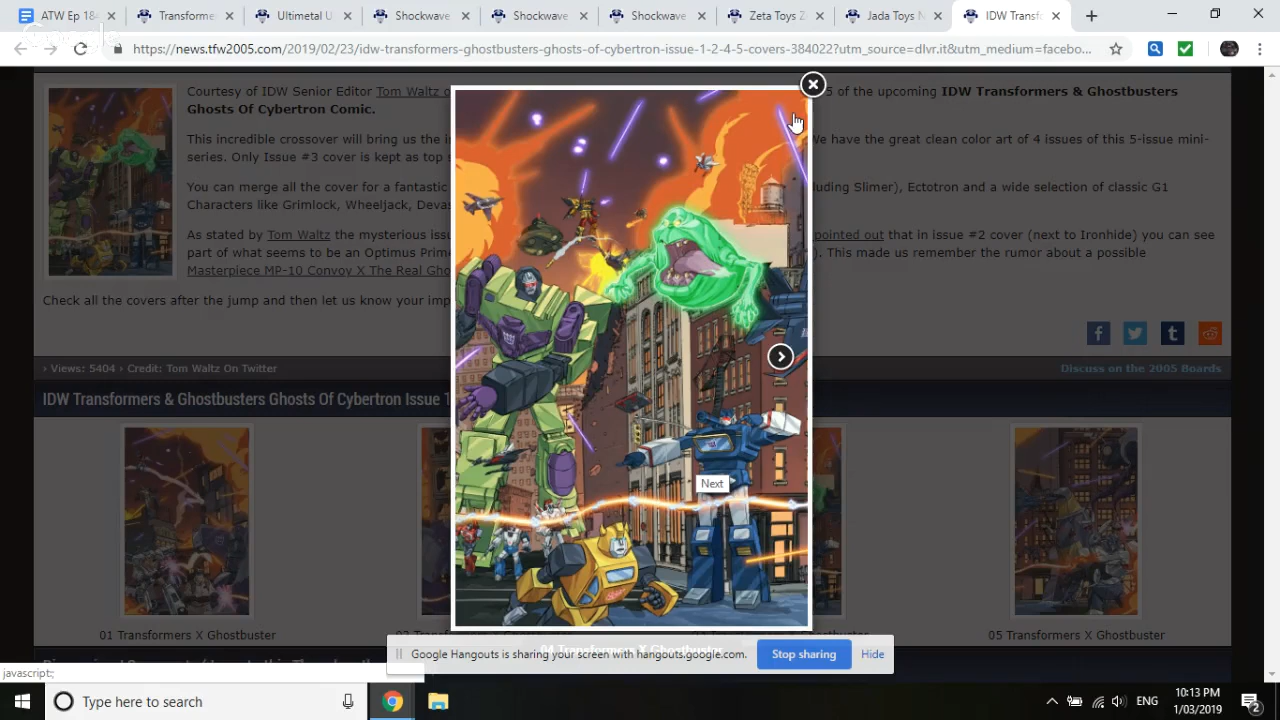 AW Ep 184
Transforme
Ultimetal U
Shockwave
Shockwave
Shockwave
Zeta Toys Z
Jada Toys N
IDW Transf
https://news.tfw2005.com/2019/02/23/idw-transformers-ghostbusters-ghosts-of-cybertron-issue-1-2-4-5-covers-384022?utm_source=dlvr.it&utm_medium=facebo...
Courtesy of IDW Senior Editor Tom Waltz o
5 of the upcoming IDW Transformers & Ghostbusters
Ghosts Of Cybertron Comic.
This incredible crossover will bring us the i
We have the great clean color art of 4 issues of this 5-issue mini-
series. Only Issue #3 cover is kept as top s
You can merge all the cover for a fantastic
luding Slimer), Ectotron and a wide selection of classic G1
Characters like Grimlock, Wheeljack, Devas
As stated by Tom Waltz the mysterious issu
pointed out that in issue #2 cover (next to Ironhide) you can see
part of what seems to be an Optimus Prim
). This made us remember the rumor about a possible
Masterpiece MP-10 Convoy X The Real Gho
Check all the covers after the jump and then let us know your imp
› Views: 5404 › Credit: Tom Waltz On Twitter
Discuss on the 2005 Boards
IDW Transformers & Ghostbusters Ghosts Of Cybertron Issue 1
Next
01 Transformers X Ghostbuster
05 Transformers X Ghostbuster
04 Transformers X Ghostbuster
Google Hangouts is sharing your screen with hangouts.google.com.
Stop sharing
Hide
javascript:;
Type here to search
ENG
10:13 PM
1/03/2019
2